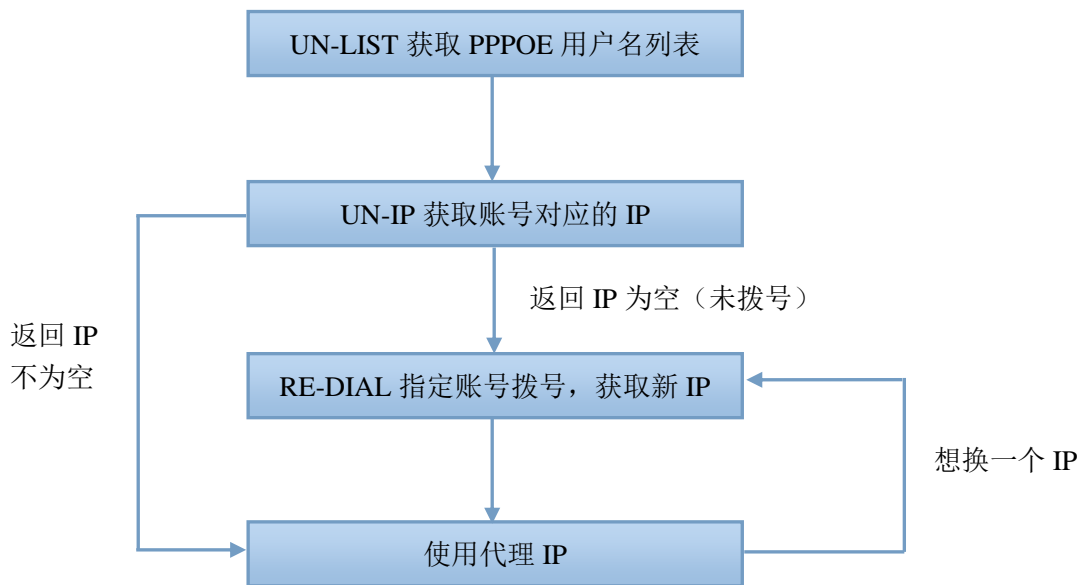 UN-LIST 获取 PPPOE 用户名列表
UN-IP 获取账号对应的 IP
返回 IP 为空（未拨号）
返回 IP
不为空
RE-DIAL 指定账号拨号，获取新 IP
想换一个 IP
使用代理 IP